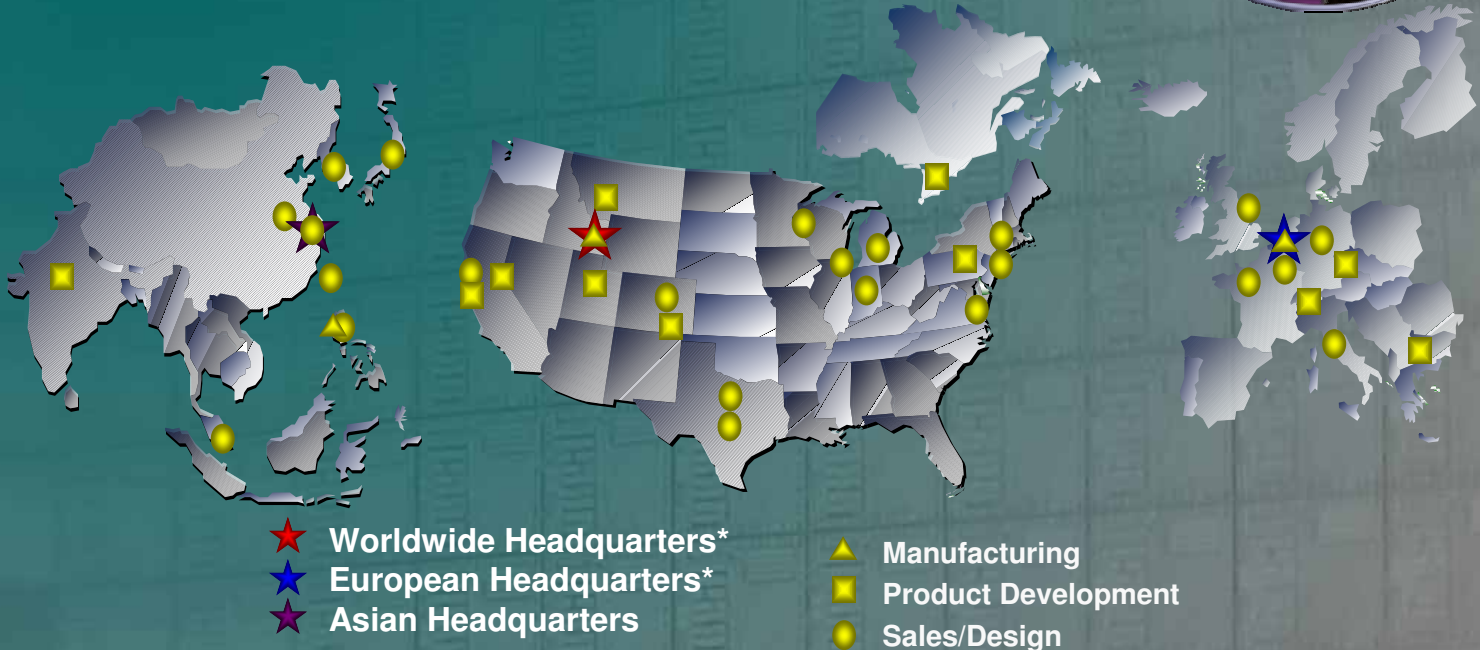 Worldwide Headquarters*
European Headquarters*
Asian Headquarters
Manufacturing
Product Development
Sales/Design